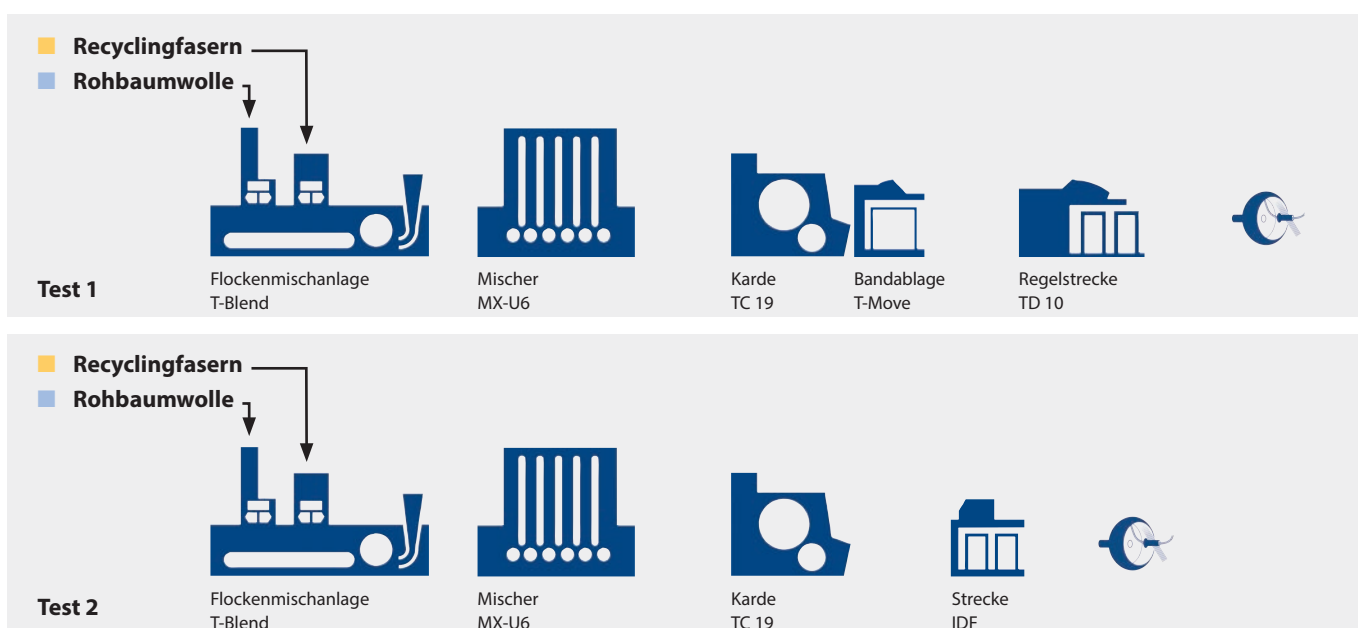 Recyclingfasern
Rohbaumwolle
Test 1
Flockenmischanlage
T-Blend
Mischer
MX-U6
Karde
TC 19
Bandablage
T-Move
Regelstrecke
TD 10
Recyclingfasern
Rohbaumwolle
Test 2
Flockenmischanlage
T-Blend
Mischer
MX-U6
Karde
TC 19
Strecke
IDF